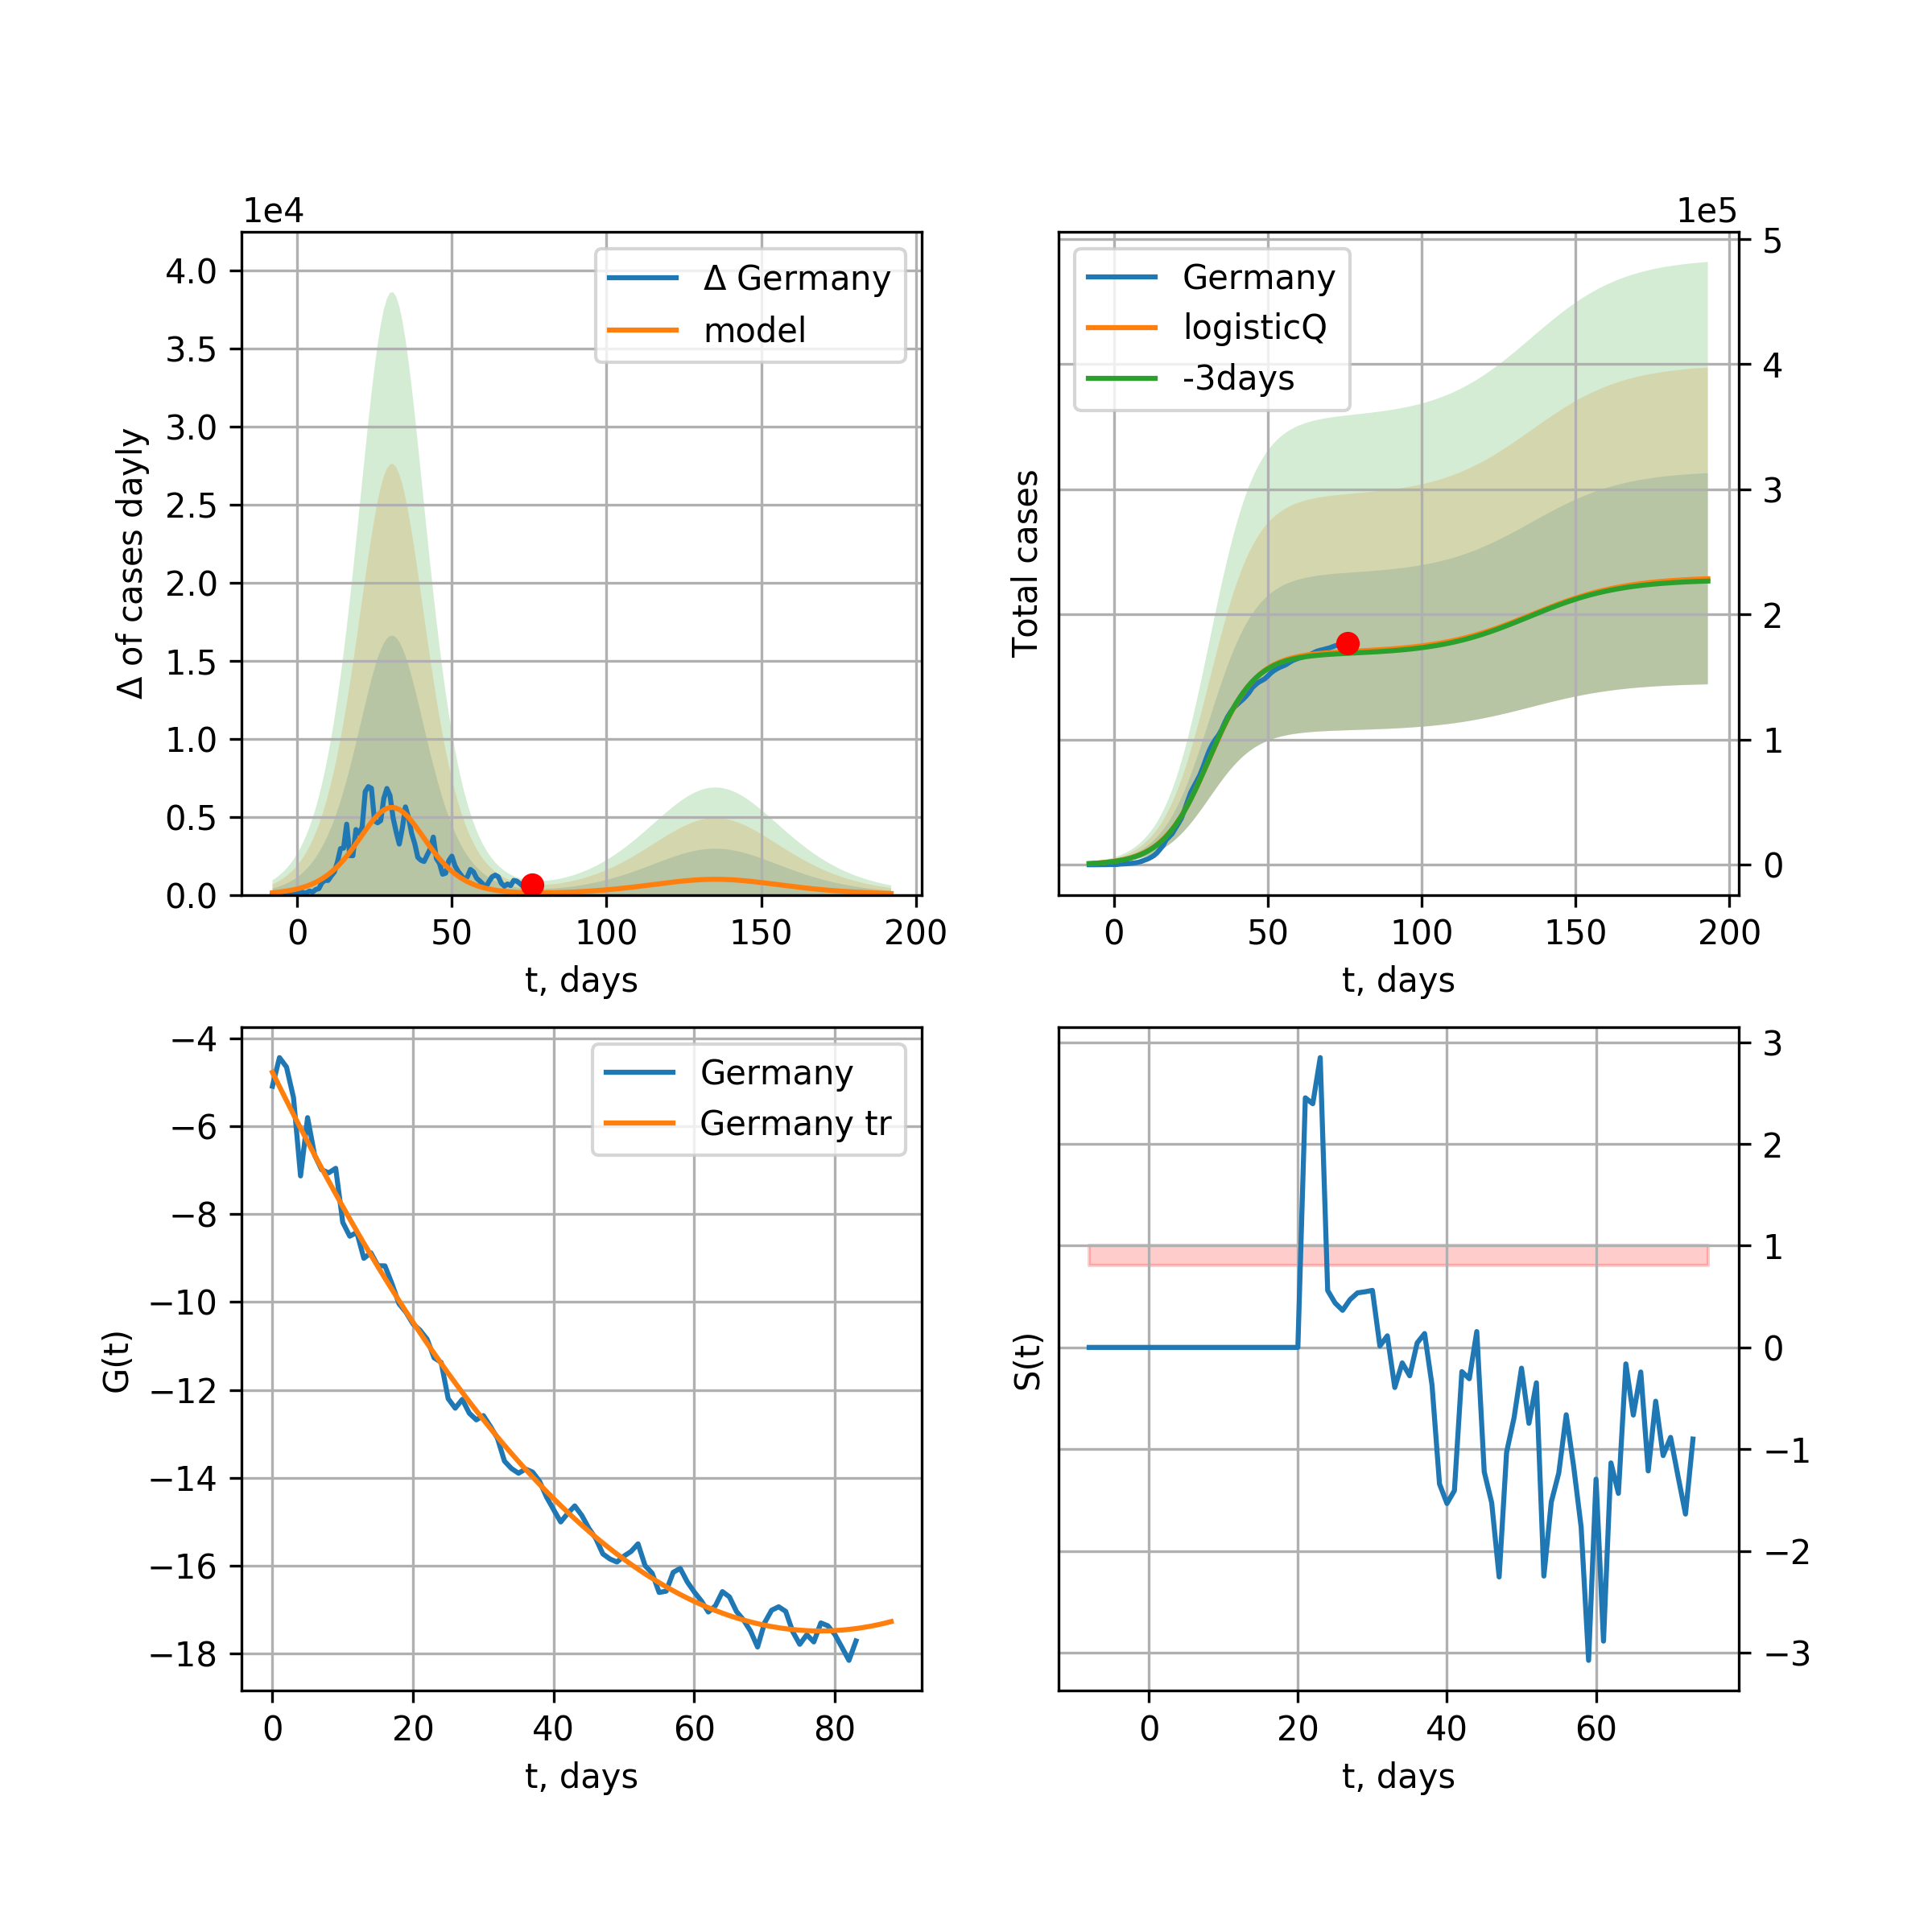 1e4
Δ of cases dayly
4.0
3.5
3.0
2.5
2.0
1.5
1.0
0.5
0.0
Δ Germany
model
0 50 100 150 200
t, days
1e5
Total cases
Germany
logisticQ
-3days
5
4
3
2
1
0
0 50 100 150 200
t, days
G(t)
−4
−6
−8
−10
−12
−14
−16
−18
Germany
Germany tr
0 20 40 60 80
t, days
S(t)
3
2
1
0
−1
−2
−3
0 20 40 60
t, days